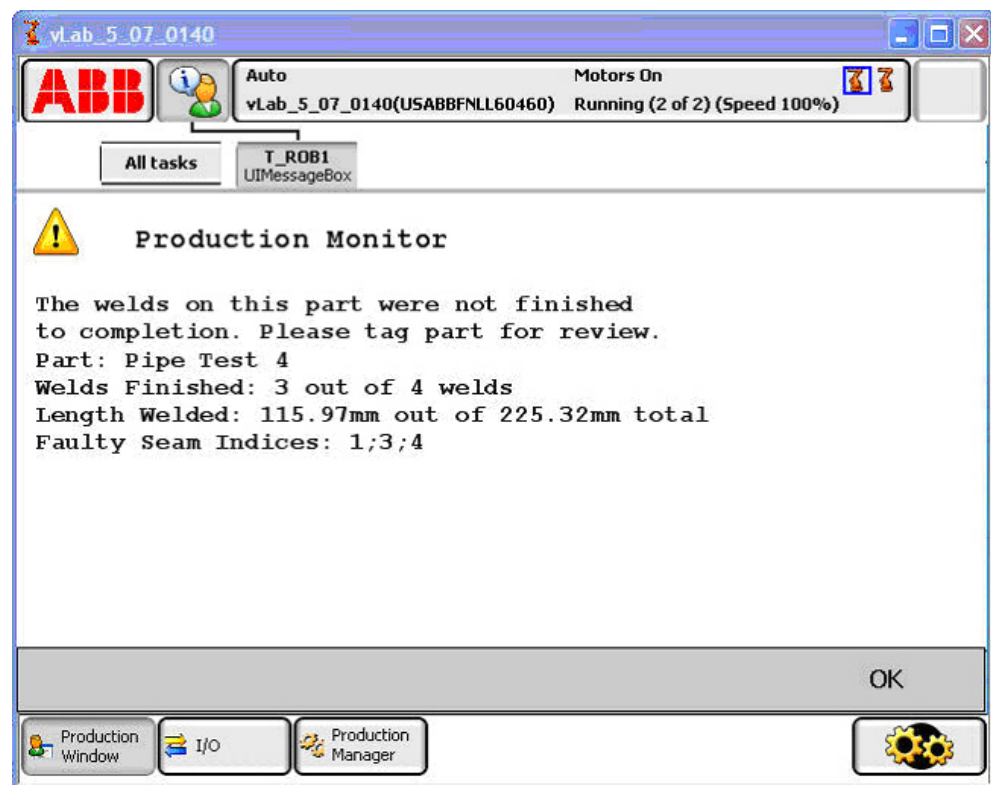 vLab_5_07_0140
ABB
Auto
Motors On
vLab_5_07_0140(USABBFNLL60460)
Running (2 of 2) (Speed 100%)
All tasks
T_ROB1
UIMessageBox
Production Monitor
The welds on this part were not finished
to completion. Please tag part for review.
Part: Pipe Test 4
Welds Finished: 3 out of 4 welds
Length Welded: 115.97mm out of 225.32mm total
Faulty Seam Indices: 1;3;4
OK
Production
Window
I/O
Production
Manager